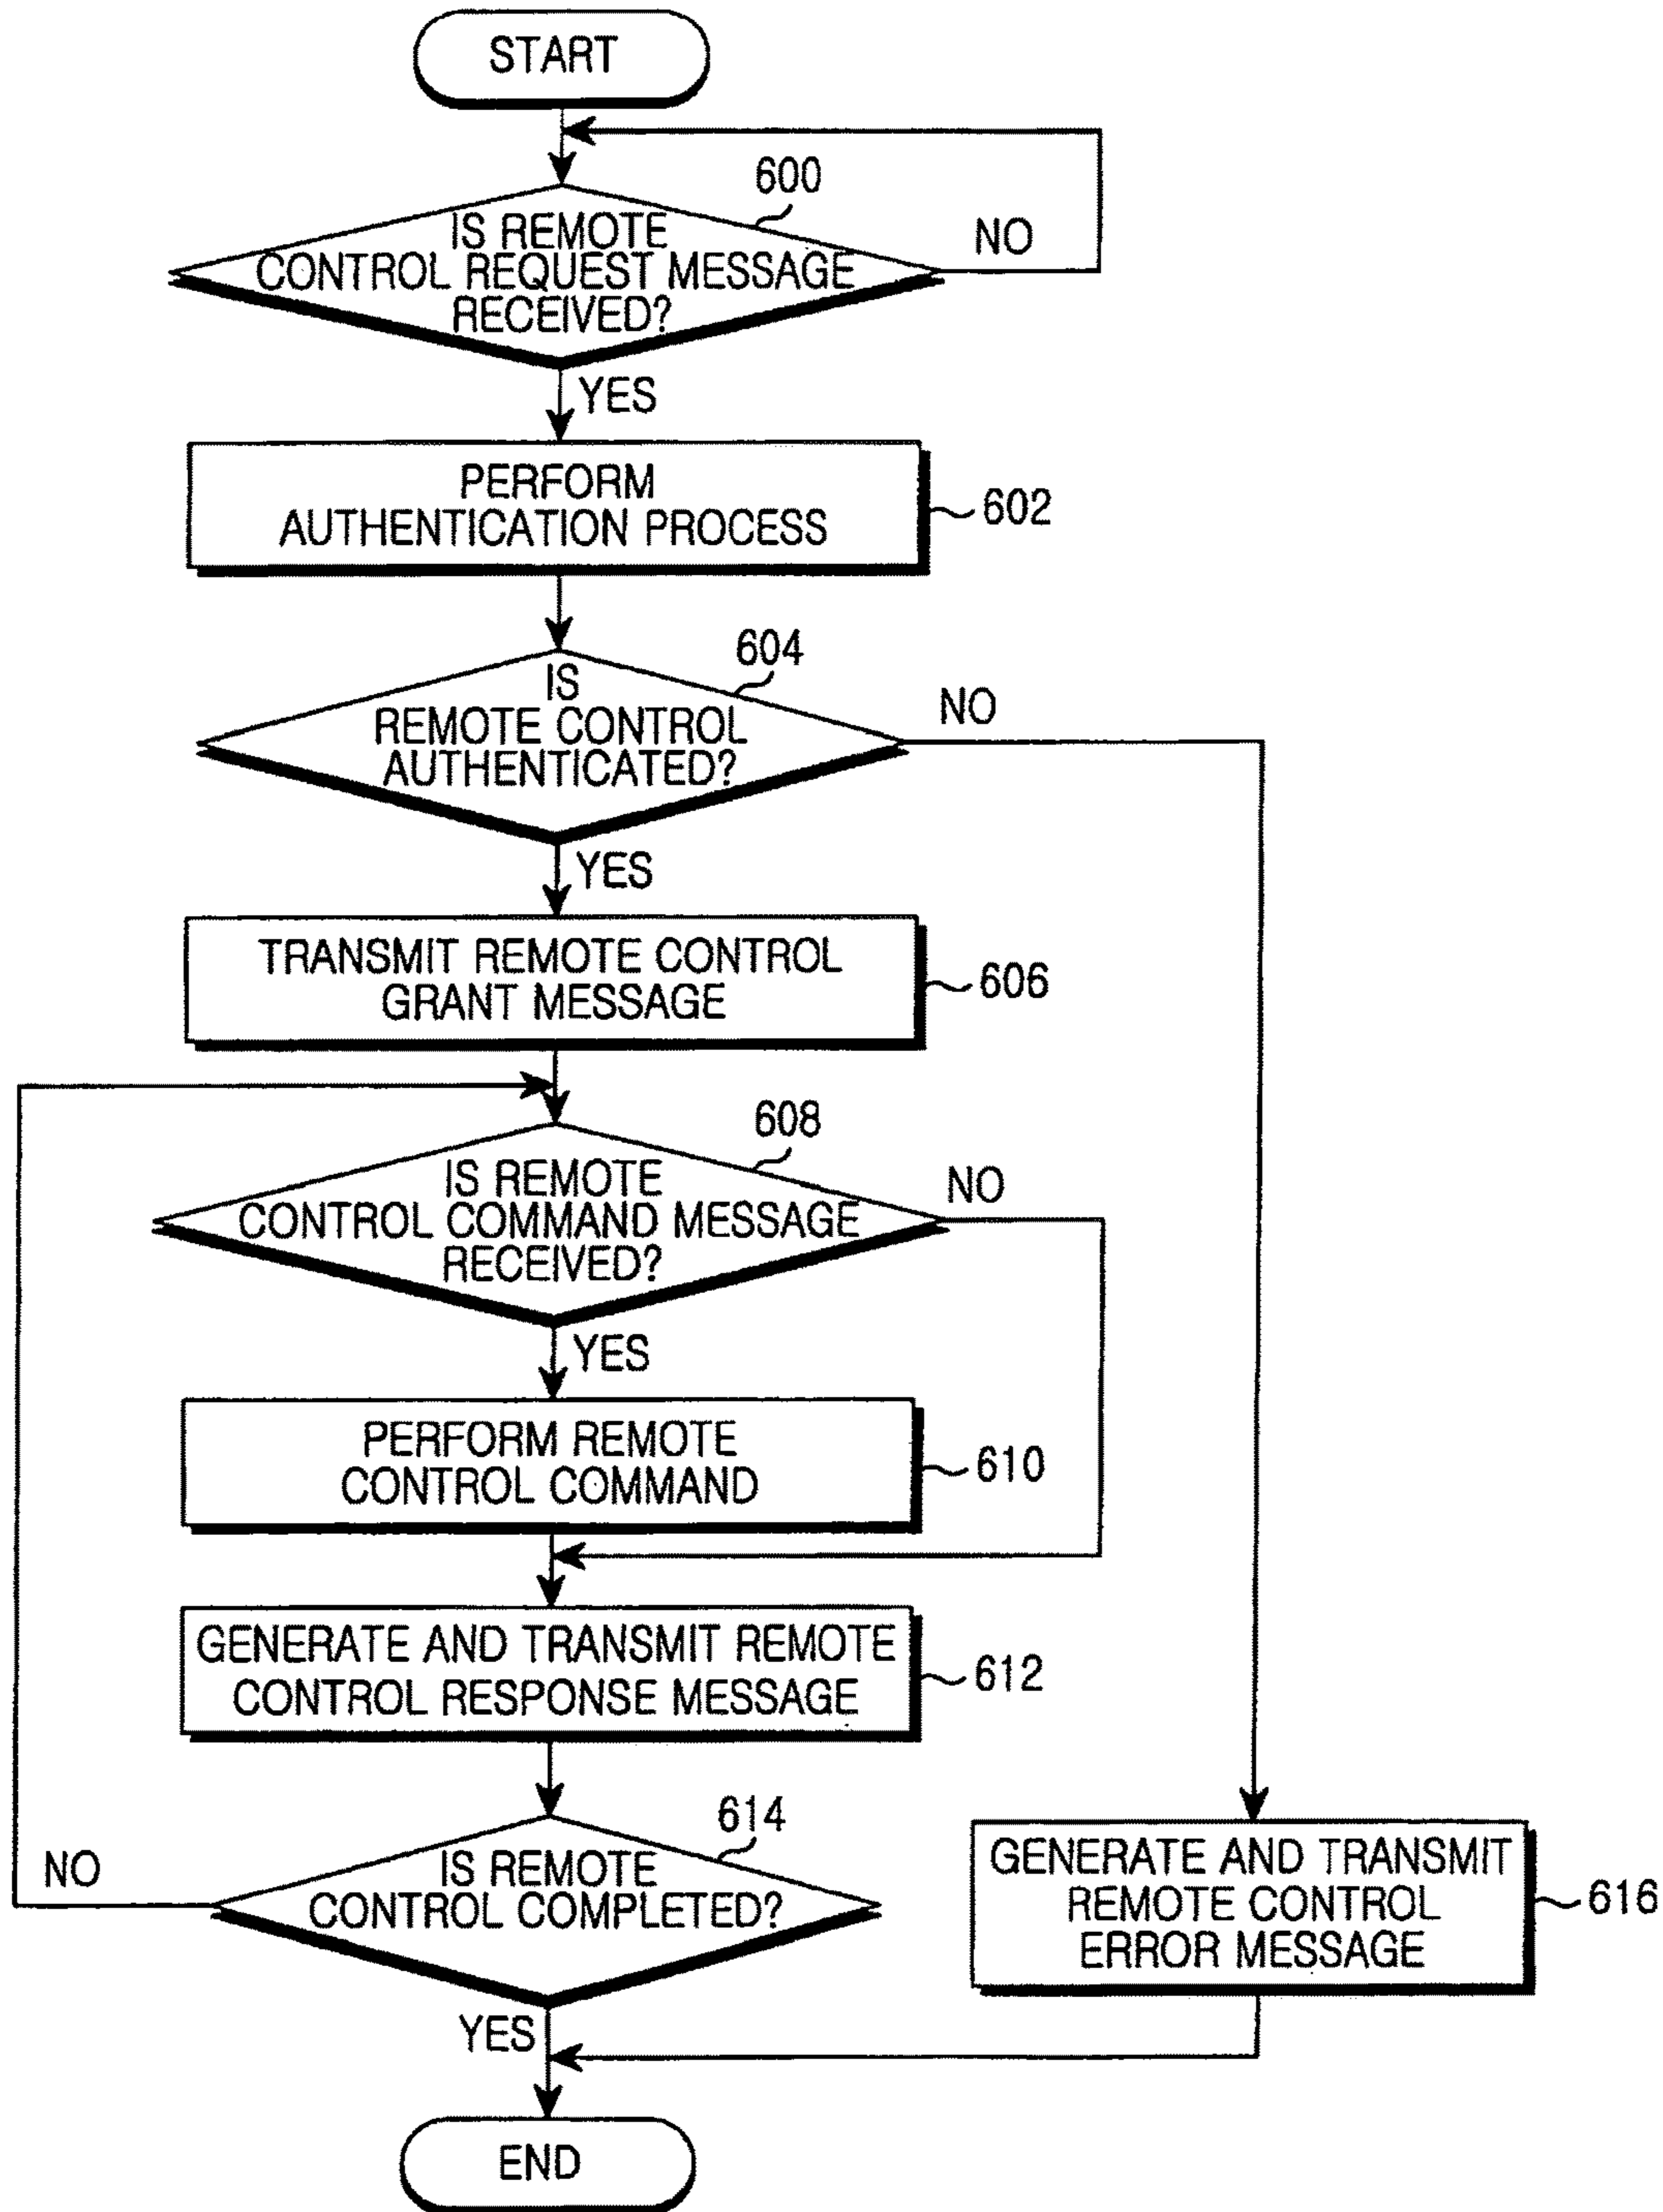 START
600
IS REMOTE
CONTROL REQUEST MESSAGE
RECEIVED?
NO
YES
PERFORM
AUTHENTICATION PROCESS
602
604
IS
REMOTE CONTROL
AUTHENTICATED?
NO
YES
TRANSMIT REMOTE CONTROL
GRANT MESSAGE
606
608
IS REMOTE
CONTROL COMMAND MESSAGE
RECEIVED?
NO
YES
PERFORM REMOTE
CONTROL COMMAND
610
GENERATE AND TRANSMIT REMOTE
CONTROL RESPONSE MESSAGE
612
614
IS REMOTE
CONTROL COMPLETED?
NO
YES
GENERATE AND TRANSMIT
REMOTE CONTROL
ERROR MESSAGE
616
END